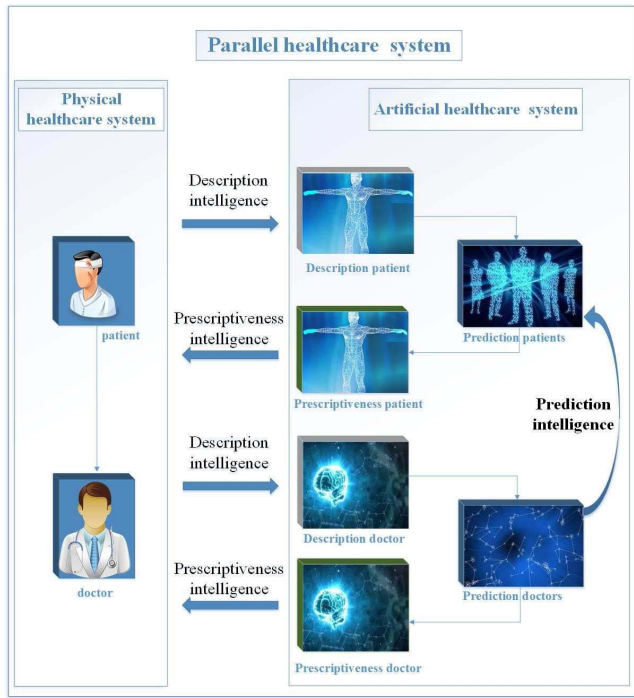 Parallel healthcare system
Physical
healthcare system
Artificial healthcare system
Description
intelligence
Description patient
patient
Prescriptiveness
intelligence
Prediction patients
Prescriptiveness patient
Prediction
intelligence
Description
intelligence
Description doctor
doctor
Prescriptiveness
intelligence
Prediction doctors
Prescriptiveness doctor